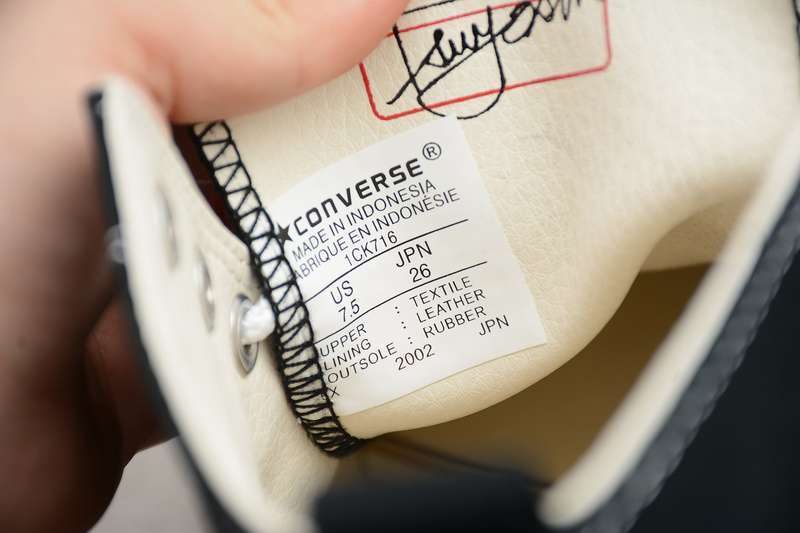 ★CONVERSE®
MADE IN INDONESIA
FABRIQUE EN INDONÉSIE
1CK716
US JPN
7.5 26
UPPER : TEXTILE
LINING : LEATHER
OUTSOLE : RUBBER
2002 JPN